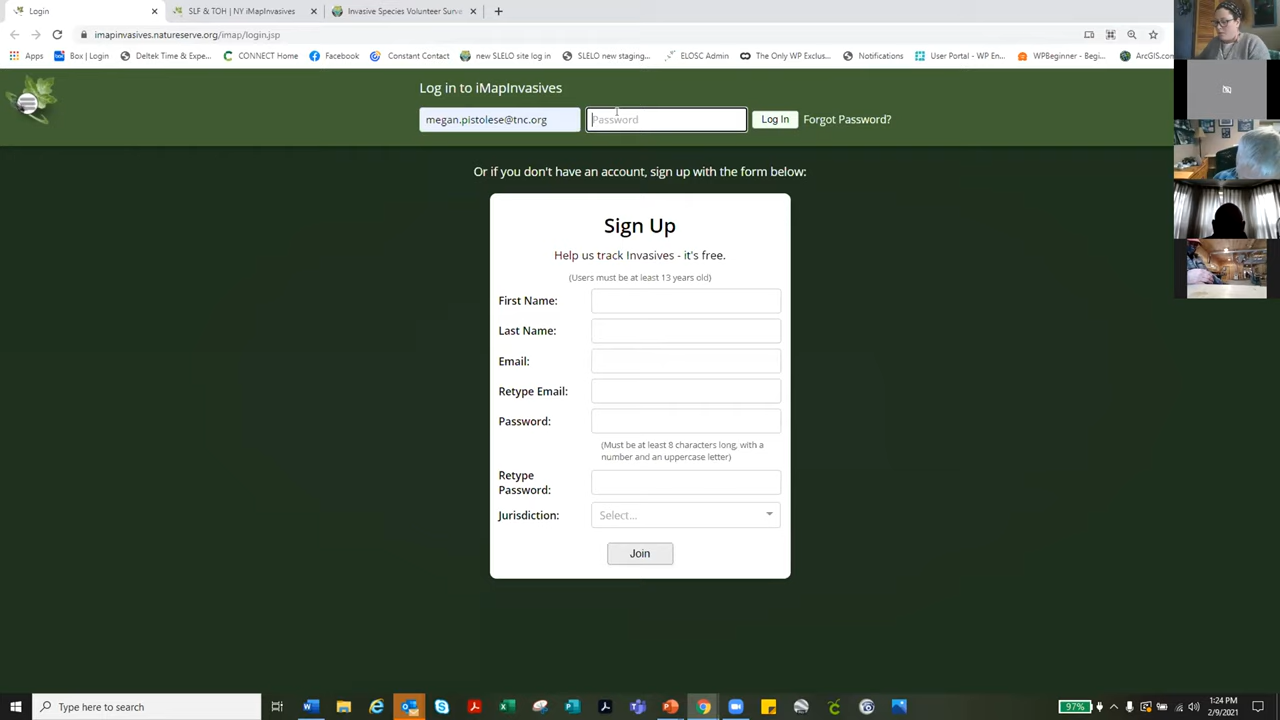 Login
SLF & TOH | NY iMapInvasives
Invasive Species Volunteer Surve
imapinvasives.natureserve.org/imap/login.jsp
Apps
Box | Login
Deltek Time & Expe...
CONNECT Home
Facebook
Constant Contact
new SLELO site log in
SLELO new staging...
ELOSC Admin
The Only WP Exclus...
Notifications
User Portal - WP En...
WPBeginner - Begi...
ArcGIS.com
Log in to iMapInvasives
megan.pistolese@tnc.org
Password
Log In
Forgot Password?
Or if you don't have an account, sign up with the form below:
Sign Up
Help us track Invasives - it's free.
(Users must be at least 13 years old)
First Name:
Last Name:
Email:
Retype Email:
Password:
(Must be at least 8 characters long, with a
number and an uppercase letter)
Retype
Password:
Jurisdiction:
Select...
Join
Type here to search
97%
1:24 PM
2/9/2021